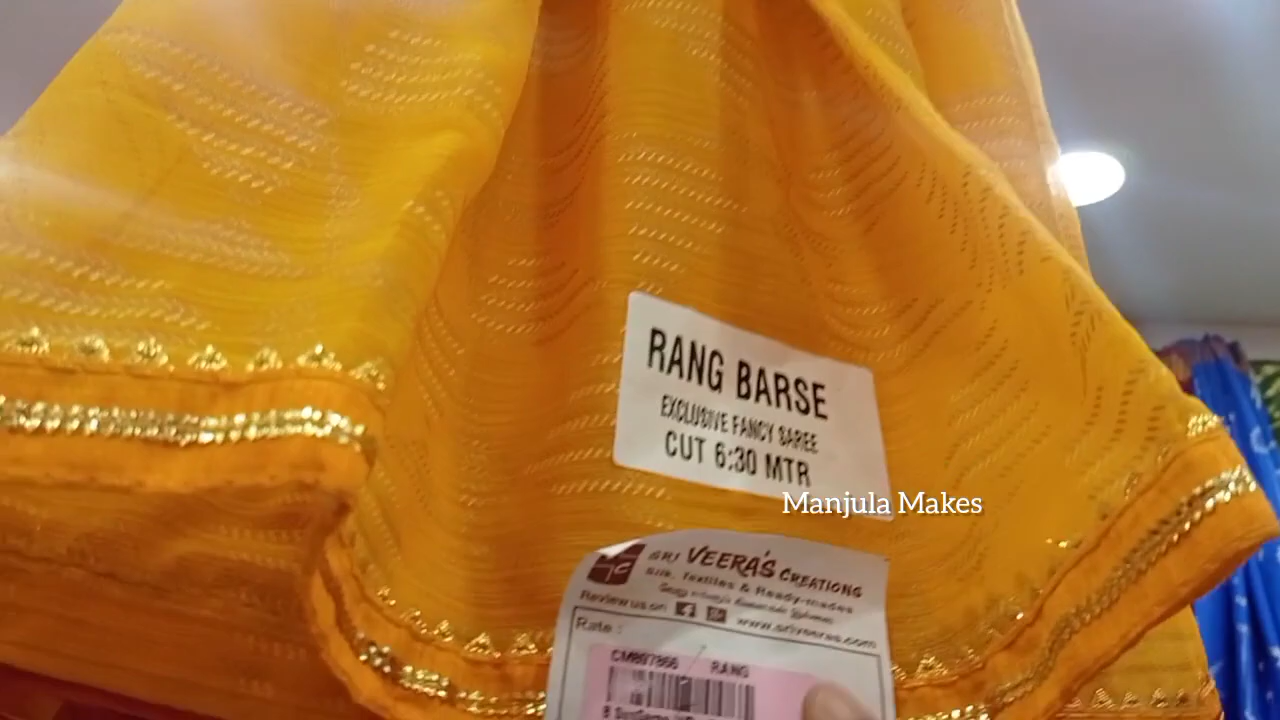 RANG BARSE
EXCLUSIVE FANCY SAREE
CUT 6:30 MTR
Manjula Makes
SRI VEERA'S CREATIONS
Silk, Textiles & Ready-mades
Review us on
www.sriveeras.com
Rate :
CM897866 RANG